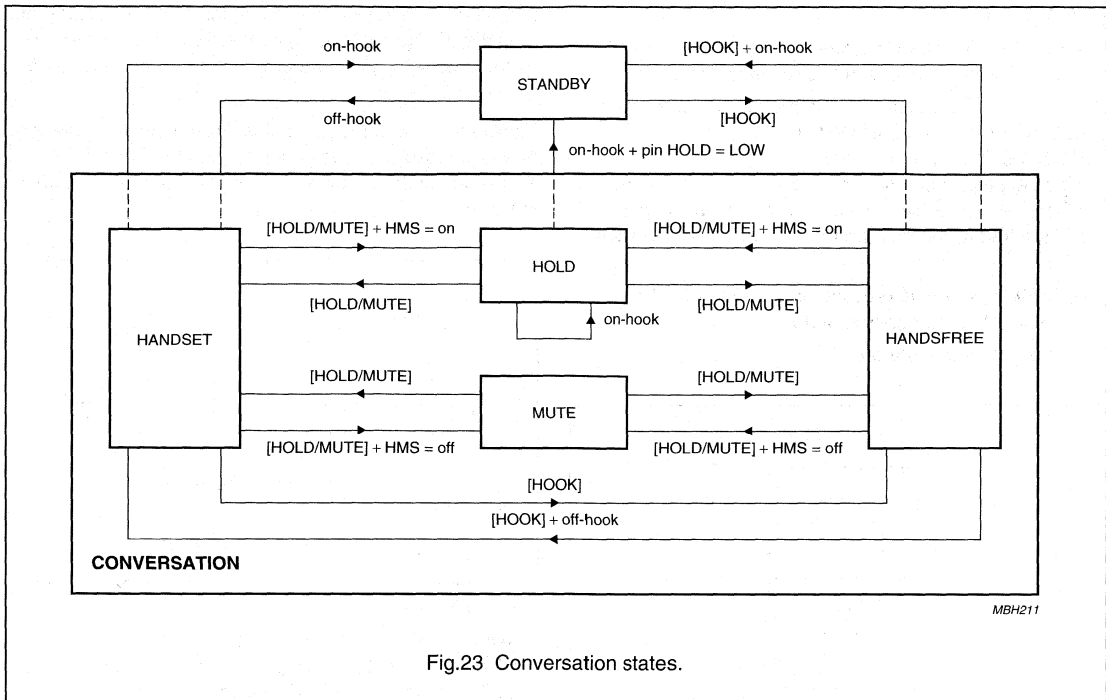 on-hook
[HOOK] + on-hook
STANDBY
off-hook
[HOOK]
on-hook + pin HOLD = LOW
[HOLD/MUTE] + HMS = on
[HOLD/MUTE] + HMS = on
HOLD
[HOLD/MUTE]
[HOLD/MUTE]
on-hook
HANDSET
HANDSFREE
[HOLD/MUTE]
[HOLD/MUTE]
MUTE
[HOLD/MUTE] + HMS = off
[HOLD/MUTE] + HMS = off
[HOOK]
[HOOK] + off-hook
CONVERSATION
MBH211
Fig.23 Conversation states.